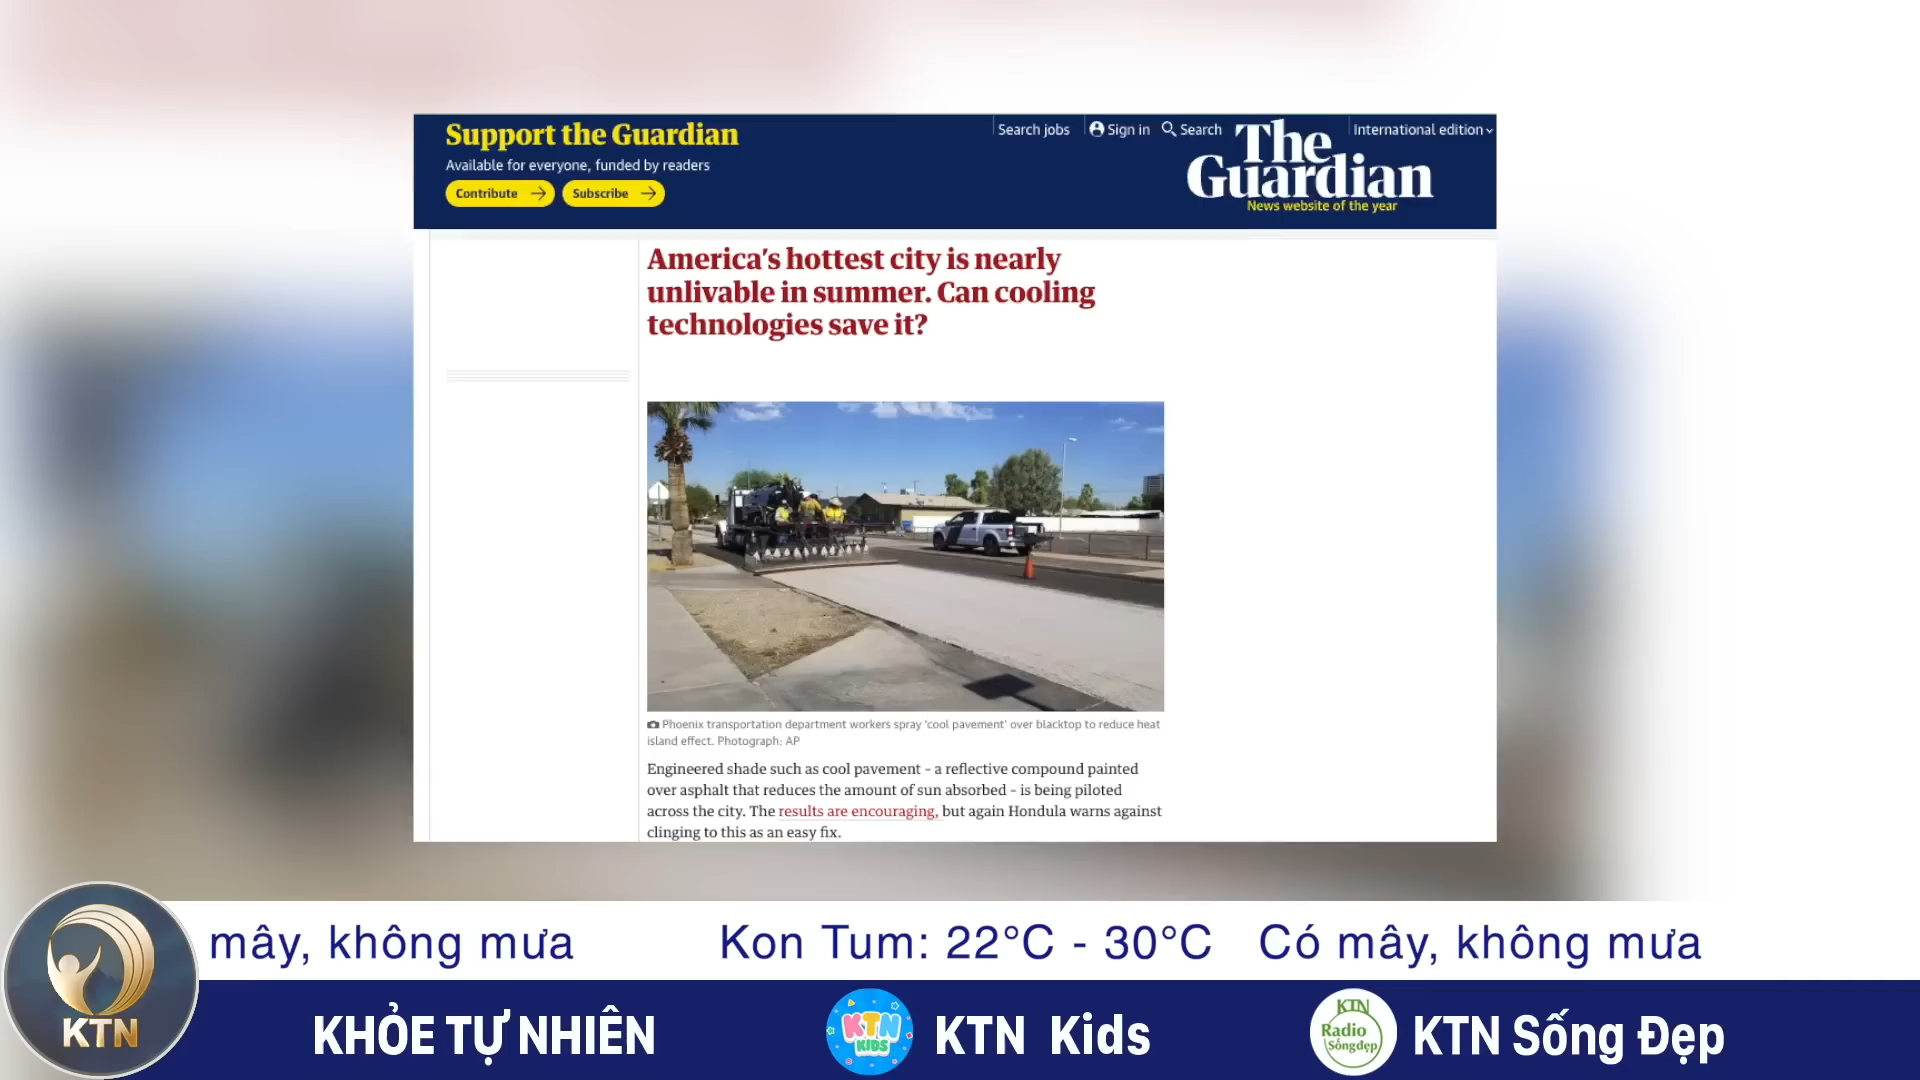 Support the Guardian
Available for everyone, funded by readers
Contribute
Subscribe
Search jobs
Sign in
Search
International edition
The
Guardian
News website of the year
America's hottest city is nearly
unlivable in summer. Can cooling
technologies save it?
Phoenix transportation department workers spray 'cool pavement' over blacktop to reduce heat
island effect. Photograph: AP
Engineered shade such as cool pavement – a reflective compound painted
over asphalt that reduces the amount of sun absorbed – is being piloted
across the city. The results are encouraging, but again Hondula warns against
clinging to this as an easy fix.
mây, không mưa Kon Tum: 22°C - 30°C Có mây, không mưa
KTN
KHỎE TỰ NHIÊN
KTN
KIDS
KTN Kids
KTN
Radio
Sốngđẹp
KTN Sống Đẹp